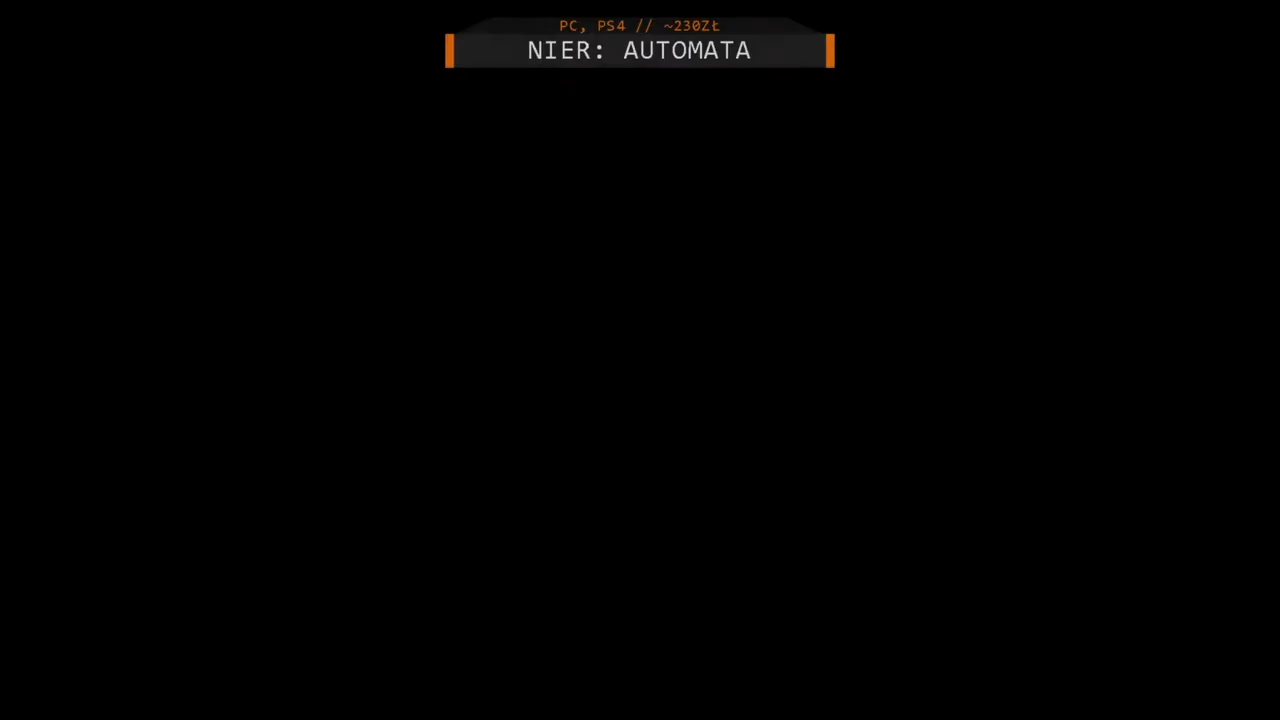 PC, PS4 // ~230ZŁ
NIER: AUTOMATA